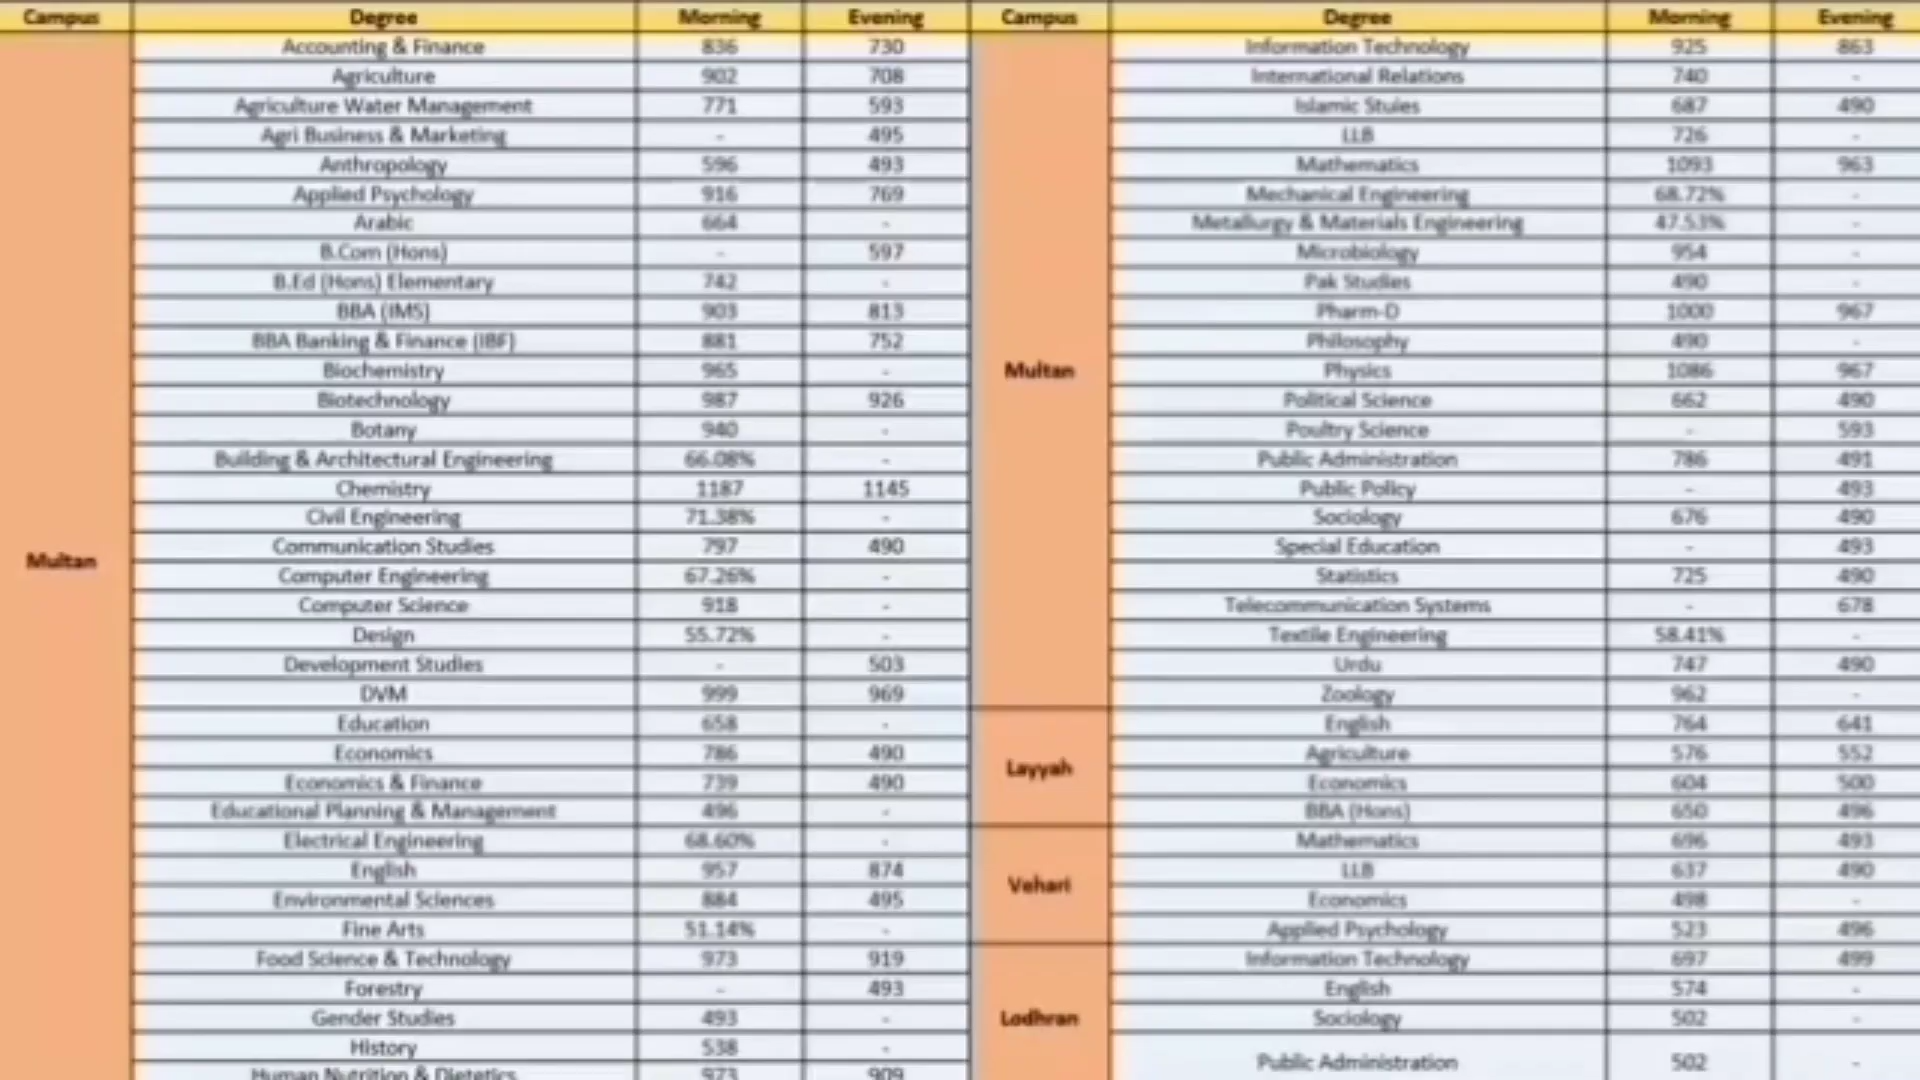 Campus Degree Morning Evening Campus Degree Morning Evening
Accounting & Finance 836 730 Information Technology 925 863
Agriculture 902 708 International Relations 740 -
Agriculture Water Management 771 593 Islamic Stuies 687 490
Agri Business & Marketing - 495 LLB 726 -
Anthropology 596 493 Mathematics 1093 963
Applied Psychology 916 769 Mechanical Engineering 68.72% -
Arabic 664 - Metallurgy & Materials Engineering 47.53% -
B.Com (Hons) - 597 Microbiology 954 -
B.Ed (Hons) Elementary 742 - Pak Studies 490 -
BBA (IMS) 903 813 Pharm-D 1000 967
BBA Banking & Finance (IBF) 881 752 Philosophy 490 -
Biochemistry 965 - Multan Physics 1086 967
Biotechnology 987 926 Political Science 662 490
Botany 940 - Poultry Science - 593
Building & Architectural Engineering 66.08% - Public Administration 786 491
Chemistry 1187 1145 Public Policy - 493
Civil Engineering 71.38% - Sociology 676 490
Multan Communication Studies 797 490 Special Education - 493
Computer Engineering 67.26% - Statistics 725 490
Computer Science 918 - Telecommunication Systems - 678
Design 55.72% - Textile Engineering 58.41% -
Development Studies - 503 Urdu 747 490
DVM 999 969 Zoology 962 -
Education 658 - English 764 641
Economics 786 490 Layyah Agriculture 576 552
Economics & Finance 739 490 Economics 604 500
Educational Planning & Management 496 - BBA (Hons) 650 496
Electrical Engineering 68.60% - Mathematics 696 493
English 957 874 Vehari LLB 637 490
Environmental Sciences 884 495 Economics 498 -
Fine Arts 51.14% - Applied Psychology 523 496
Food Science & Technology 973 919 Information Technology 697 499
Forestry - 493 English 574 -
Gender Studies 493 - Lodhran Sociology 502 -
History 538 - Public Administration 502 -
Human Nutrition & Dietetics 973 909